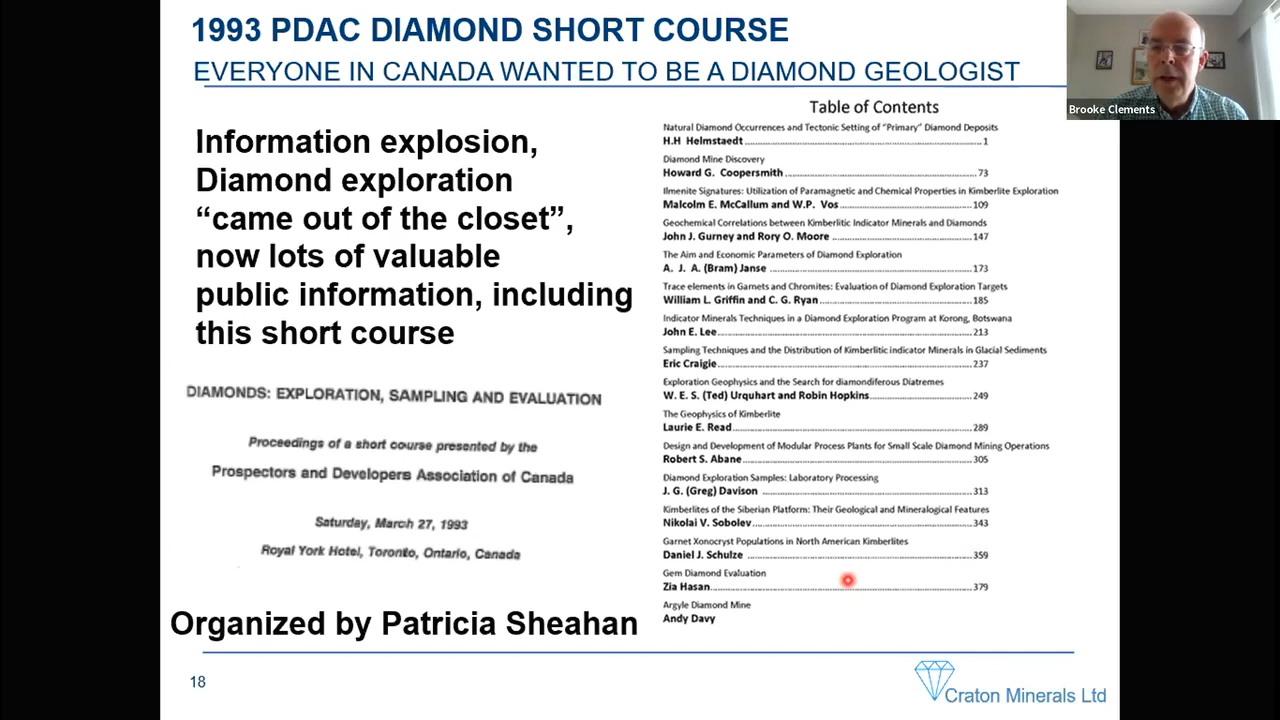 1993 PDAC DIAMOND SHORT COURSE
EVERYONE IN CANADA WANTED TO BE A DIAMOND GEOLOGIST
Information explosion,
Diamond exploration
“came out of the closet”,
now lots of valuable
public information, including
this short course
DIAMONDS: EXPLORATION, SAMPLING AND EVALUATION
Proceedings of a short course presented by the
Prospectors and Developers Association of Canada
Saturday, March 27, 1993
Royal York Hotel, Toronto, Ontario, Canada
Organized by Patricia Sheahan
Table of Contents
Natural Diamond Occurrences and Tectonic Setting of “Primary” Diamond Deposits
H.H Helmstaedt ........ 1
Diamond Mine Discovery
Howard G. Coopersmith ........ 73
Ilmenite Signatures: Utilization of Paramagnetic and Chemical Properties in Kimberlite Exploration
Malcolm E. McCallum and W.P. Vos ........ 109
Geochemical Correlations between Kimberlitic Indicator Minerals and Diamonds
John J. Gurney and Rory O. Moore ........ 147
The Aim and Economic Parameters of Diamond Exploration
A. J. A. (Bram) Janse ........ 173
Trace elements in Garnets and Chromites: Evaluation of Diamond Exploration Targets
William L. Griffin and C. G. Ryan ........ 185
Indicator Minerals Techniques in a Diamond Exploration Program at Korong, Botswana
John E. Lee ........ 213
Sampling Techniques and the Distribution of Kimberlitic indicator Minerals in Glacial Sediments
Eric Craigie ........ 237
Exploration Geophysics and the Search for diamondiferous Diatremes
W. E. S. (Ted) Urquhart and Robin Hopkins ........ 249
The Geophysics of Kimberlite
Laurie E. Read ........ 289
Design and Development of Modular Process Plants for Small Scale Diamond Mining Operations
Robert S. Abane ........ 305
Diamond Exploration Samples: Laboratory Processing
J. G. (Greg) Davison ........ 313
Kimberlites of the Siberian Platform: Their Geological and Mineralogical Features
Nikolai V. Sobolev ........ 343
Garnet Xonocryst Populations in North American Kimberlites
Daniel J. Schulze ........ 359
Gem Diamond Evaluation
Zia Hasan ........ 379
Argyle Diamond Mine
Andy Davy
18
Craton Minerals Ltd
Brooke Clements